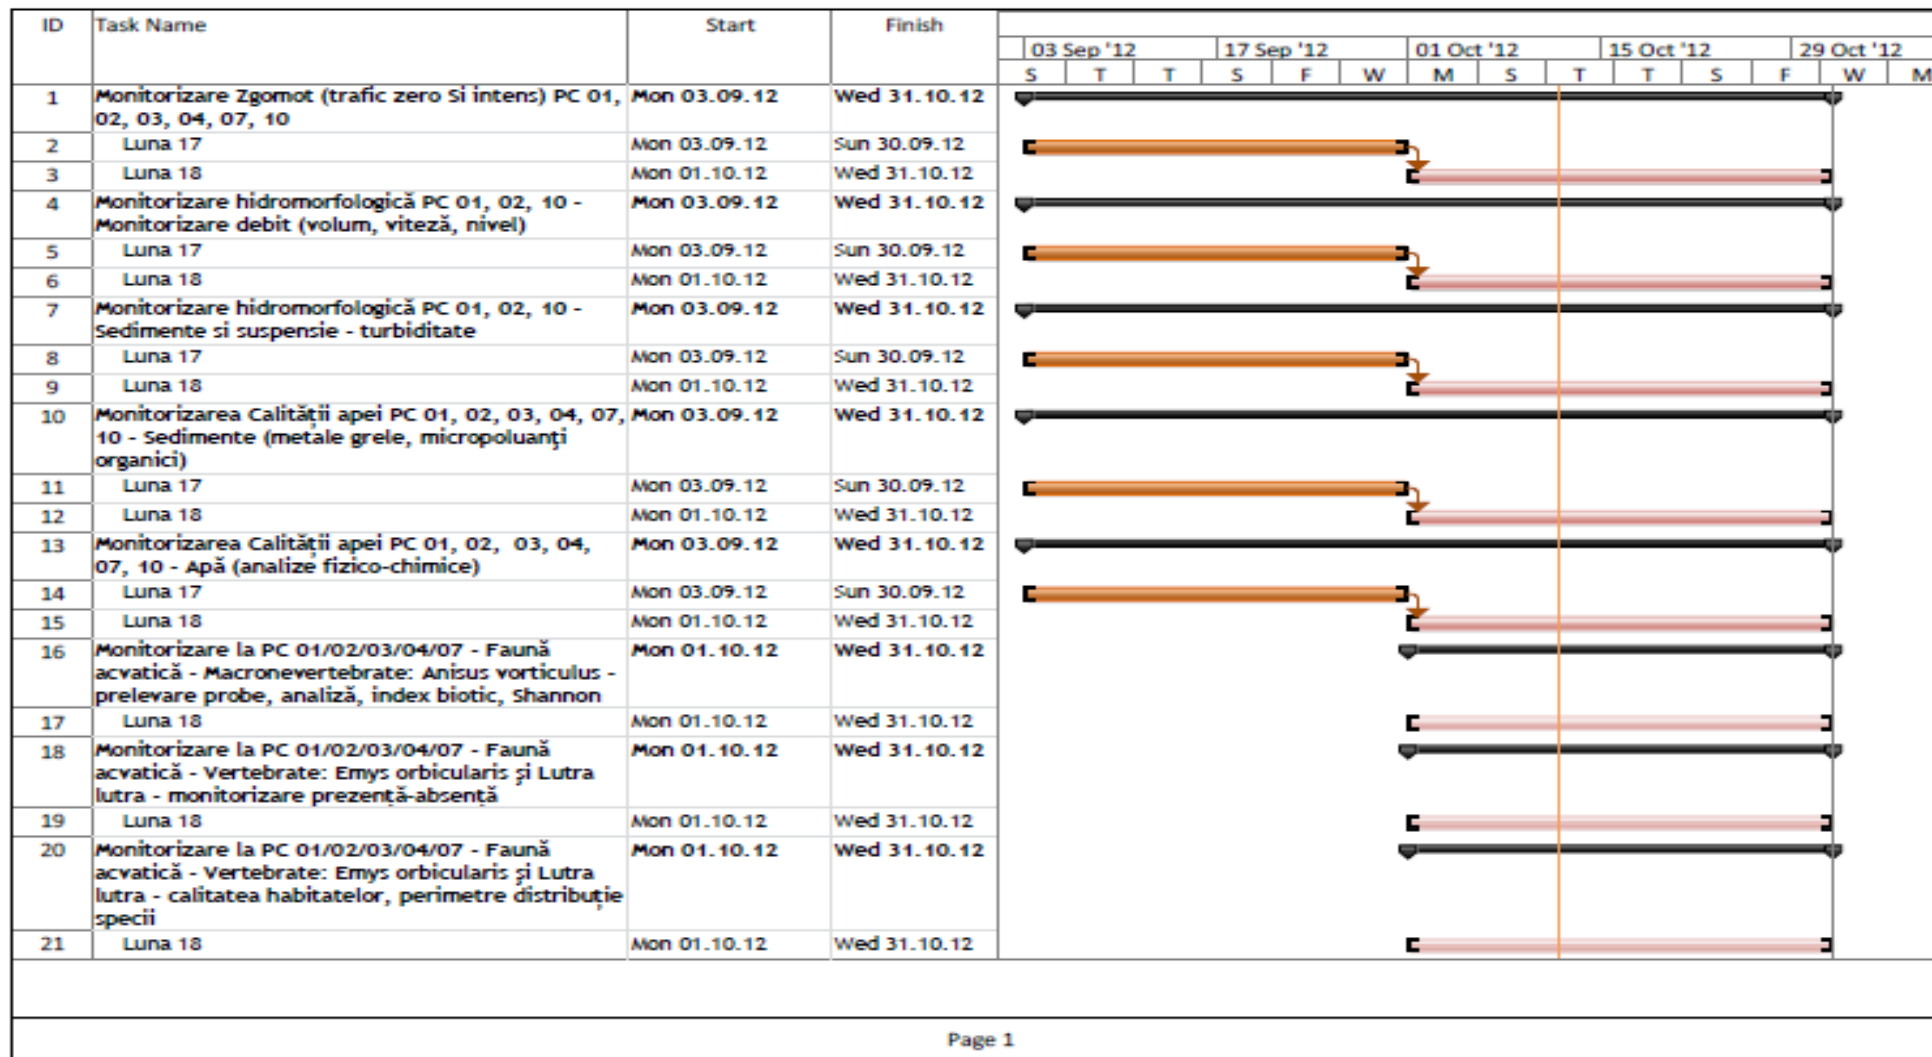 ID Task Name Start Finish
03 Sep '12 17 Sep '12 01 Oct '12 15 Oct '12 29 Oct '12
S T T S F W M S T T S F W M
1 Monitorizare Zgomot (trafic zero Si intens) PC 01, Mon 03.09.12 Wed 31.10.12
02, 03, 04, 07, 10
2 Luna 17 Mon 03.09.12 Sun 30.09.12
3 Luna 18 Mon 01.10.12 Wed 31.10.12
4 Monitorizare hidromorfologică PC 01, 02, 10 - Mon 03.09.12 Wed 31.10.12
Monitorizare debit (volum, viteză, nivel)
5 Luna 17 Mon 03.09.12 Sun 30.09.12
6 Luna 18 Mon 01.10.12 Wed 31.10.12
7 Monitorizare hidromorfologică PC 01, 02, 10 - Mon 03.09.12 Wed 31.10.12
Sedimente si suspensie - turbiditate
8 Luna 17 Mon 03.09.12 Sun 30.09.12
9 Luna 18 Mon 01.10.12 Wed 31.10.12
10 Monitorizarea Calității apei PC 01, 02, 03, 04, 07, Mon 03.09.12 Wed 31.10.12
10 - Sedimente (metale grele, micropoluanţi
organici)
11 Luna 17 Mon 03.09.12 Sun 30.09.12
12 Luna 18 Mon 01.10.12 Wed 31.10.12
13 Monitorizarea Calității apei PC 01, 02, 03, 04, Mon 03.09.12 Wed 31.10.12
07, 10 - Apă (analize fizico-chimice)
14 Luna 17 Mon 03.09.12 Sun 30.09.12
15 Luna 18 Mon 01.10.12 Wed 31.10.12
16 Monitorizare la PC 01/02/03/04/07 - Faună Mon 01.10.12 Wed 31.10.12
acvatică - Macronevertebrate: Anisus vorticulus -
prelevare probe, analiză, index biotic, Shannon
17 Luna 18 Mon 01.10.12 Wed 31.10.12
18 Monitorizare la PC 01/02/03/04/07 - Faună Mon 01.10.12 Wed 31.10.12
acvatică - Vertebrate: Emys orbicularis şi Lutra
lutra - monitorizare prezență-absență
19 Luna 18 Mon 01.10.12 Wed 31.10.12
20 Monitorizare la PC 01/02/03/04/07 - Faună Mon 01.10.12 Wed 31.10.12
acvatică - Vertebrate: Emys orbicularis şi Lutra
lutra - calitatea habitatelor, perimetre distribuție
specii
21 Luna 18 Mon 01.10.12 Wed 31.10.12
Page 1